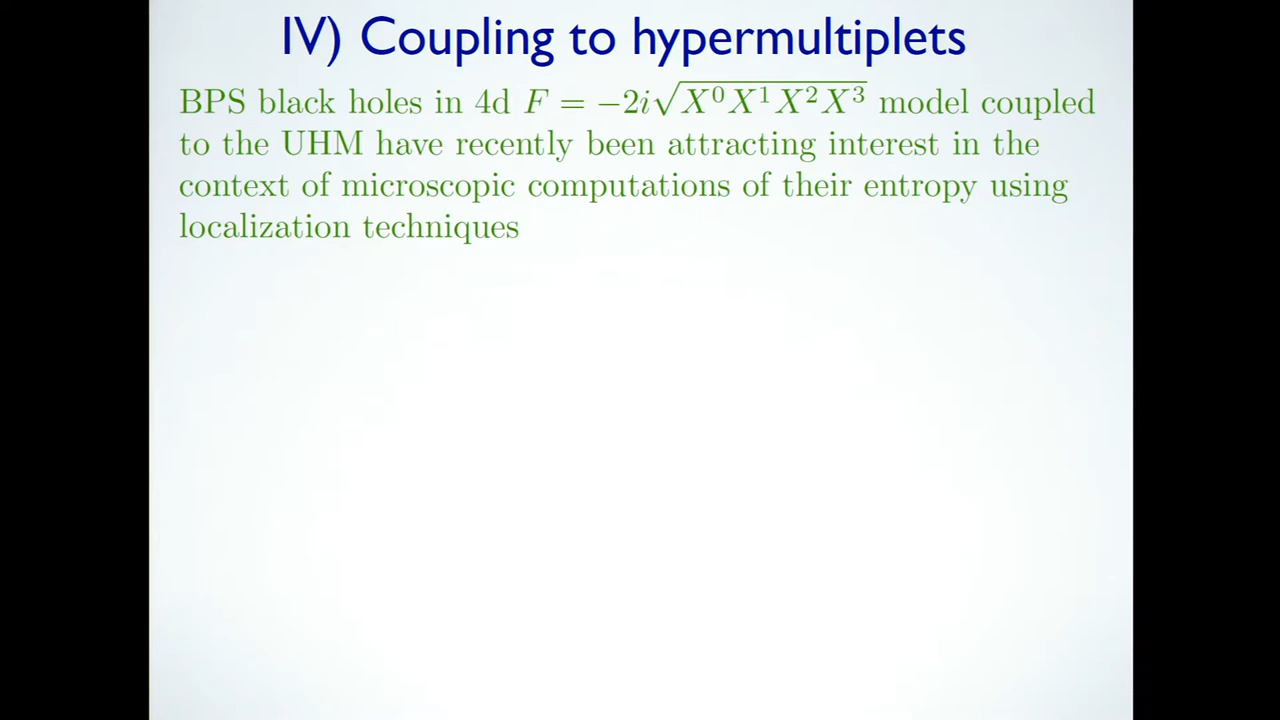 IV) Coupling to hypermultiplets
BPS black holes in 4d F = −2i√X⁰X¹X²X³ model coupled
to the UHM have recently been attracting interest in the
context of microscopic computations of their entropy using
localization techniques